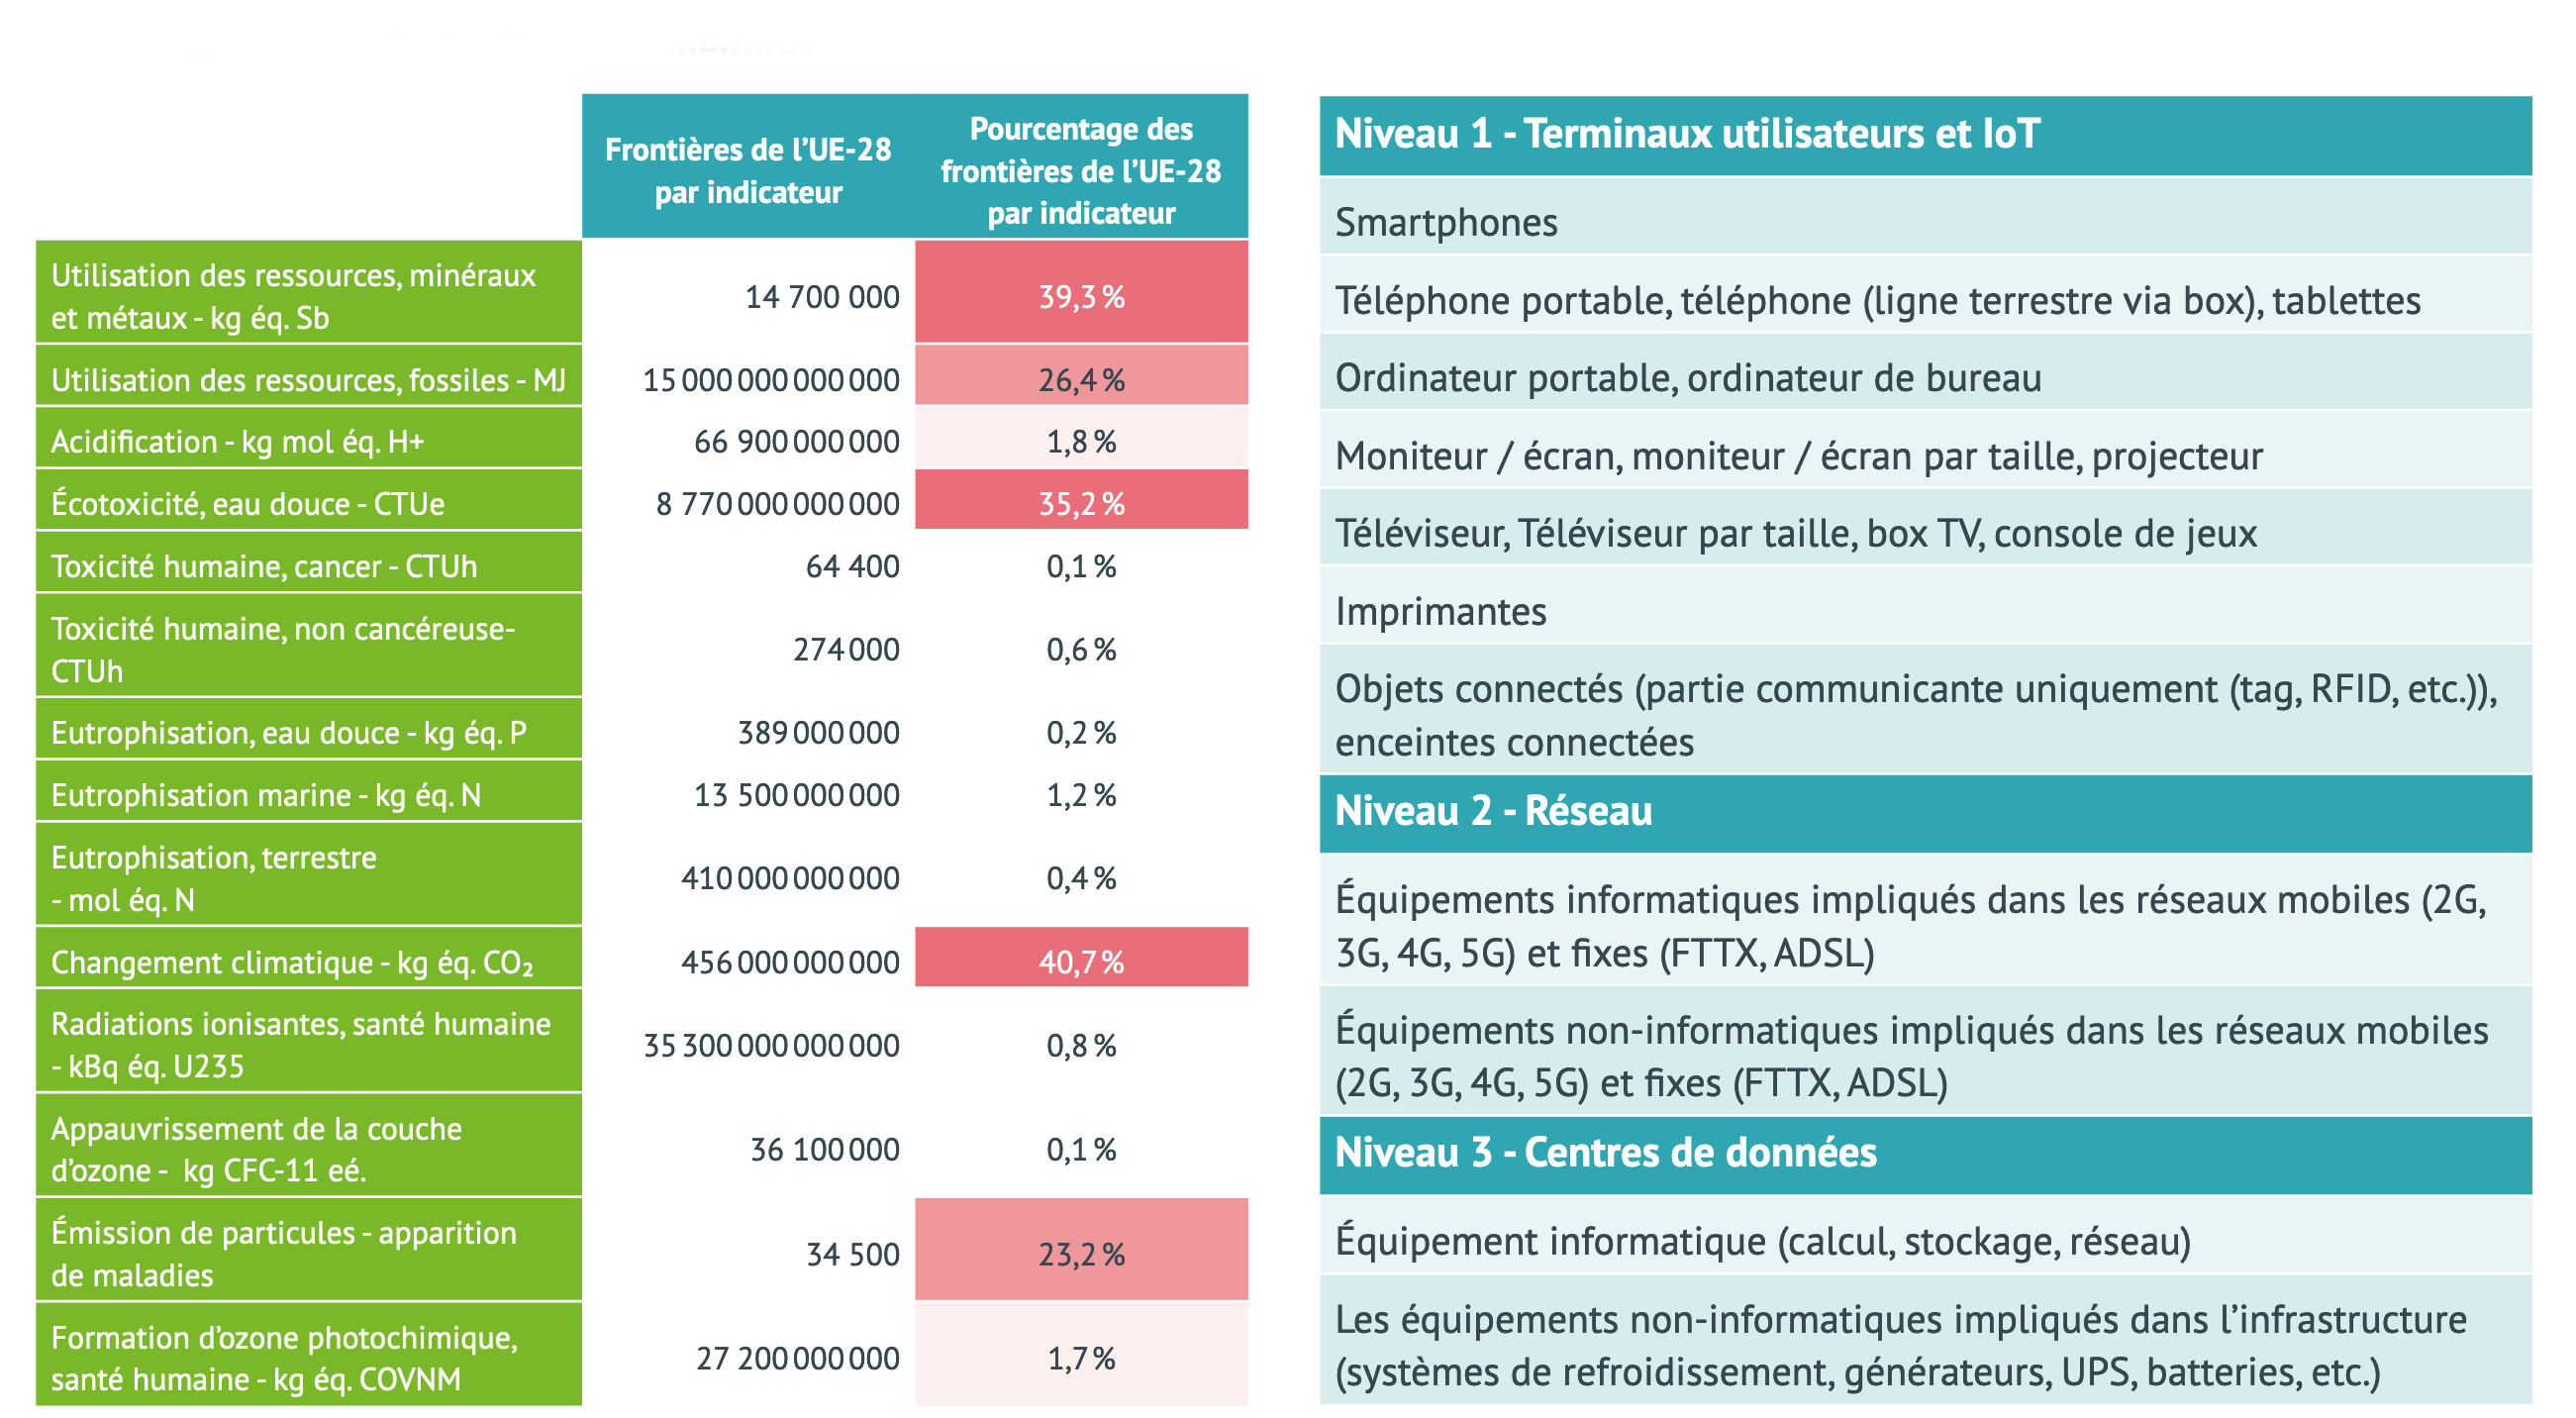 Frontières de l’UE-28
par indicateur
Pourcentage des
frontières de l’UE-28
par indicateur
Utilisation des ressources, minéraux
et métaux - kg éq. Sb
14 700 000
39,3 %
Utilisation des ressources, fossiles - MJ
15 000 000 000 000
26,4 %
Acidification - kg mol éq. H+
66 900 000 000
1,8 %
Écotoxicité, eau douce - CTUe
8 770 000 000 000
35,2 %
Toxicité humaine, cancer - CTUh
64 400
0,1 %
Toxicité humaine, non cancéreuse-
CTUh
274 000
0,6 %
Eutrophisation, eau douce - kg éq. P
389 000 000
0,2 %
Eutrophisation marine - kg éq. N
13 500 000 000
1,2 %
Eutrophisation, terrestre
- mol éq. N
410 000 000 000
0,4 %
Changement climatique - kg éq. CO₂
456 000 000 000
40,7 %
Radiations ionisantes, santé humaine
- kBq éq. U235
35 300 000 000 000
0,8 %
Appauvrissement de la couche
d’ozone - kg CFC-11 eé.
36 100 000
0,1 %
Émission de particules - apparition
de maladies
34 500
23,2 %
Formation d’ozone photochimique,
santé humaine - kg éq. COVNM
27 200 000 000
1,7 %
Niveau 1 - Terminaux utilisateurs et IoT
Smartphones
Téléphone portable, téléphone (ligne terrestre via box), tablettes
Ordinateur portable, ordinateur de bureau
Moniteur / écran, moniteur / écran par taille, projecteur
Téléviseur, Téléviseur par taille, box TV, console de jeux
Imprimantes
Objets connectés (partie communicante uniquement (tag, RFID, etc.)),
enceintes connectées
Niveau 2 - Réseau
Équipements informatiques impliqués dans les réseaux mobiles (2G,
3G, 4G, 5G) et fixes (FTTX, ADSL)
Équipements non-informatiques impliqués dans les réseaux mobiles
(2G, 3G, 4G, 5G) et fixes (FTTX, ADSL)
Niveau 3 - Centres de données
Équipement informatique (calcul, stockage, réseau)
Les équipements non-informatiques impliqués dans l’infrastructure
(systèmes de refroidissement, générateurs, UPS, batteries, etc.)